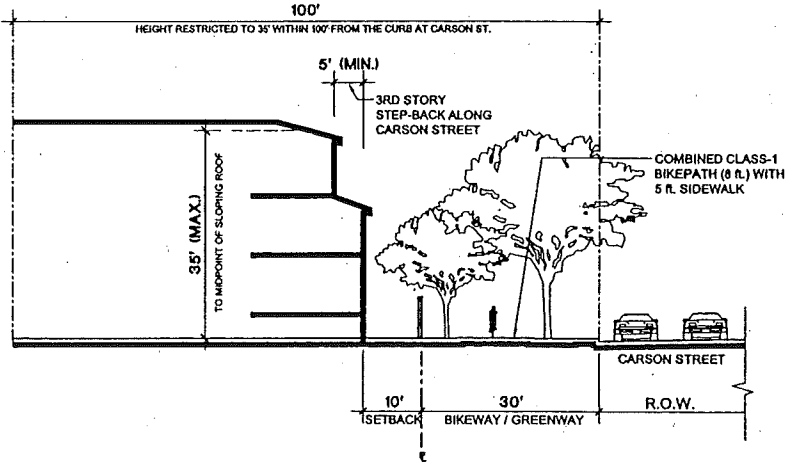 100'
HEIGHT RESTRICTED TO 35' WITHIN 100' FROM THE CURB AT CARSON ST.
5' (MIN.)
3RD STORY
STEP-BACK ALONG
CARSON STREET
COMBINED CLASS-1
BIKEPATH (8 ft.) WITH
5 ft. SIDEWALK
35' (MAX.)
TO MIDPOINT OF SLOPING ROOF
CARSON STREET
10'
30'
R.O.W.
SETBACK
BIKEWAY / GREENWAY